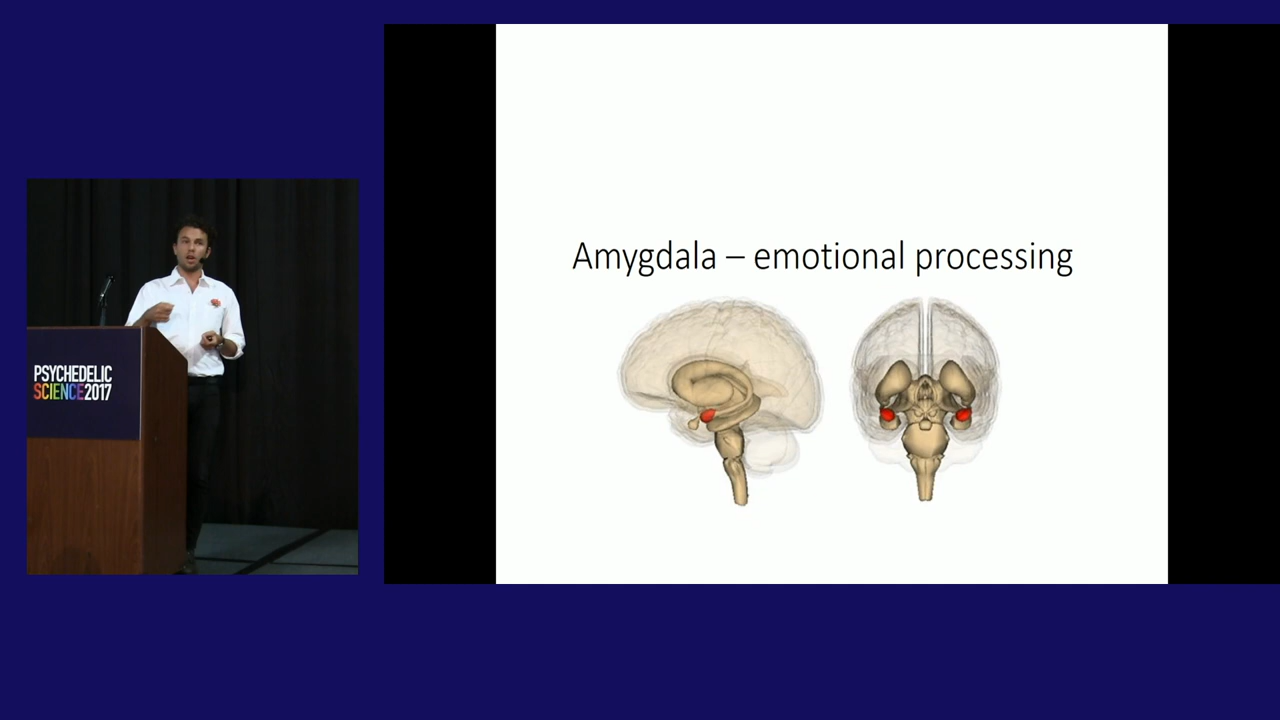 PSYCHEDELIC
SCIENCE2017
Amygdala – emotional processing